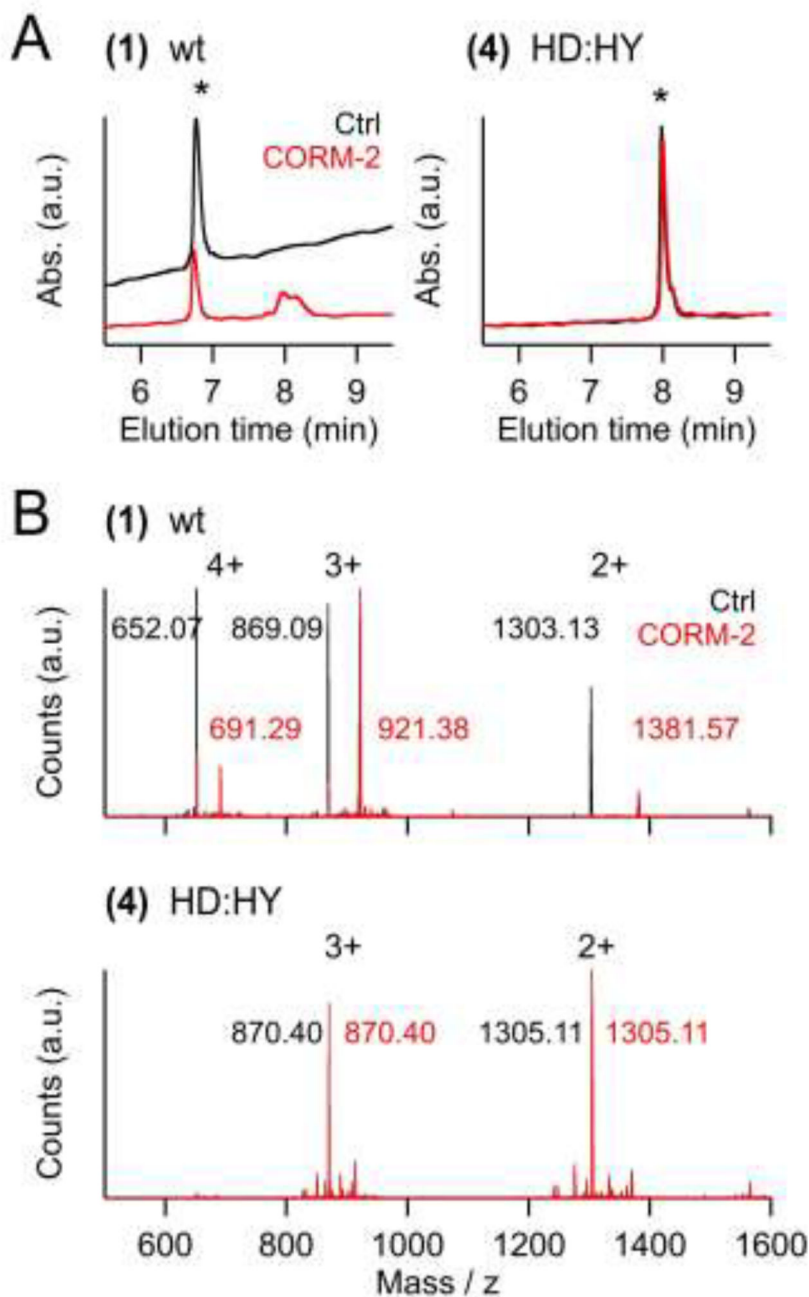 A
(1) wt
(4) HD:HY
*
*
Ctrl
CORM-2
Abs. (a.u.)
Abs. (a.u.)
6 7 8 9
6 7 8 9
Elution time (min)
Elution time (min)
B
(1) wt
4+ 3+ 2+
Ctrl
CORM-2
652.07 869.09 1303.13
691.29 921.38 1381.57
Counts (a.u.)
(4) HD:HY
3+ 2+
870.40 870.40 1305.11 1305.11
Counts (a.u.)
600 800 1000 1200 1400 1600
Mass / z